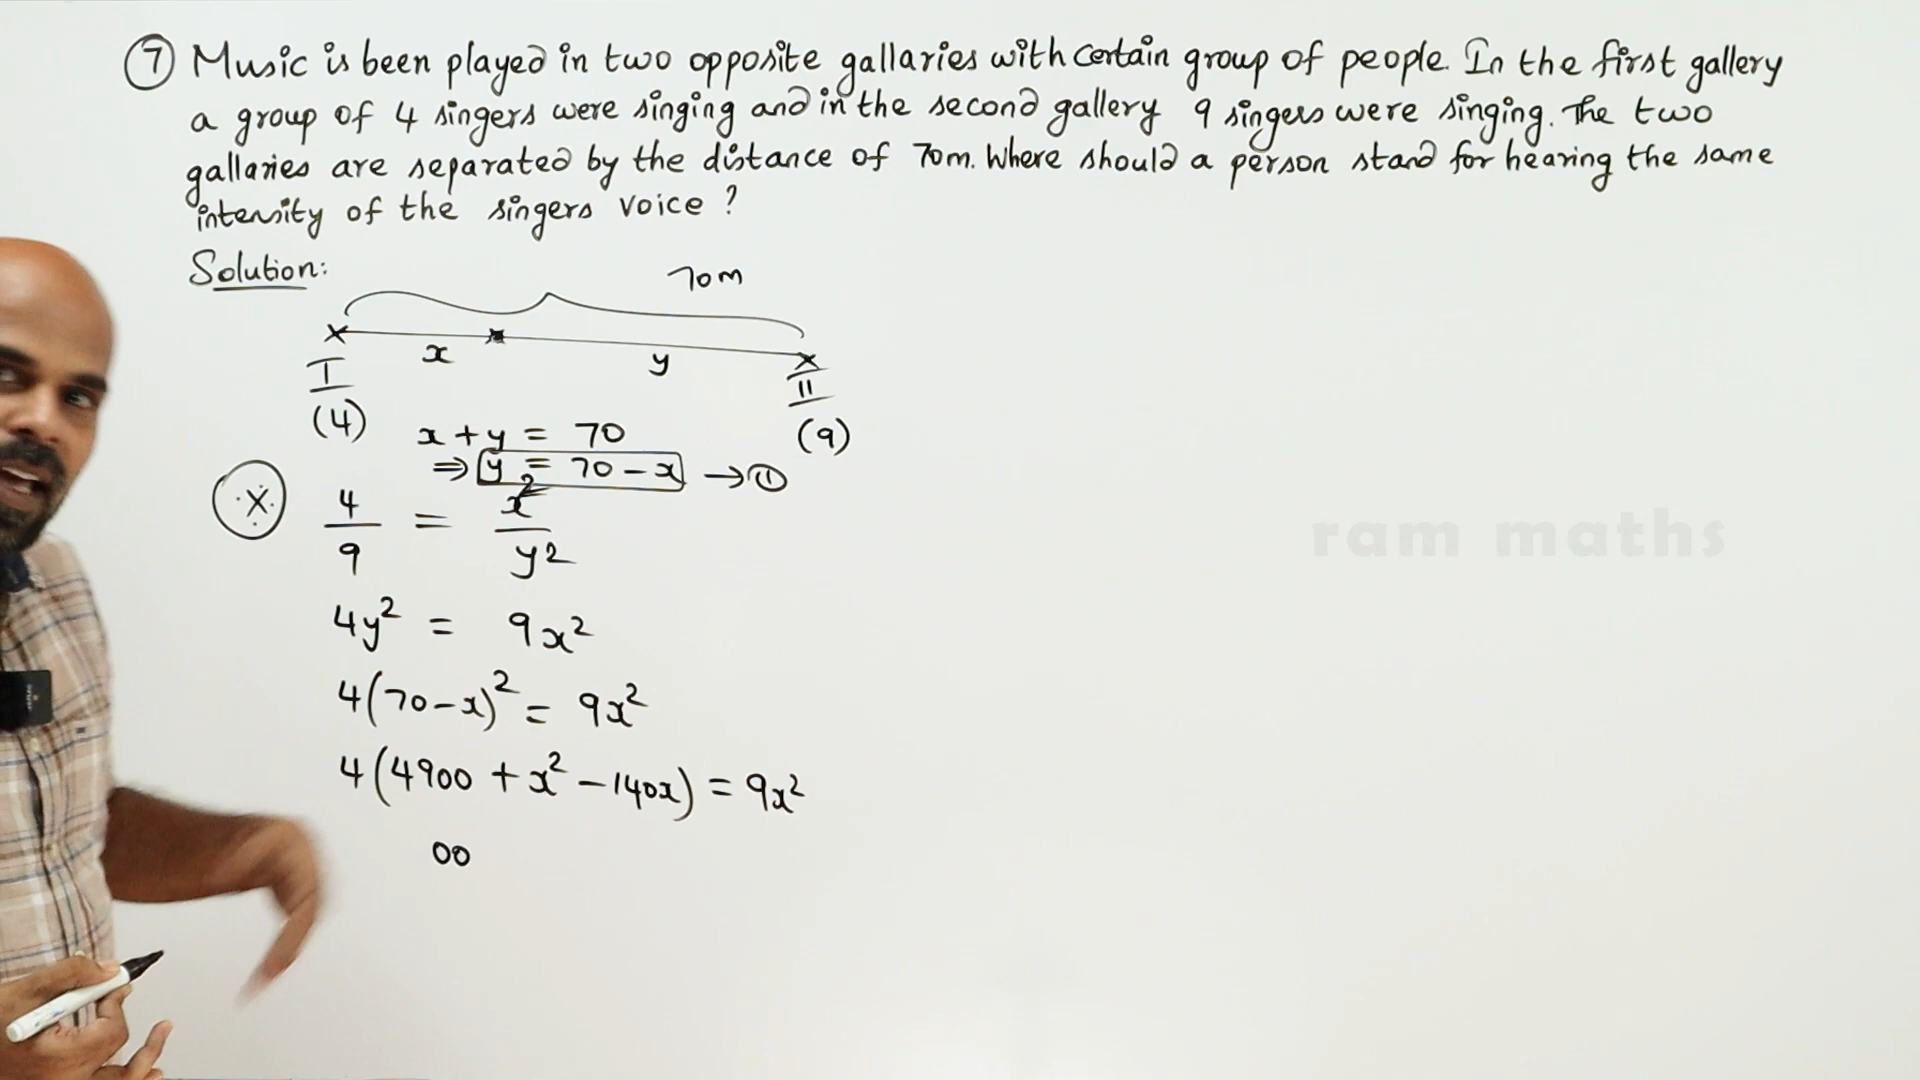 7 Music is been played in two opposite gallaries with certain group of people. In the first gallery
a group of 4 singers were singing and in the second gallery 9 singers were singing. The two
gallaries are separated by the distance of 70m. Where should a person stand for hearing the same
intensity of the singers voice ?
Solution:
70m
x y
I II
(4) (9)
x + y = 70
⇒ y = 70 - x → ①
X 4/9 = x²/y²
4y² = 9x²
4(70-x)² = 9x²
4(4900 + x² - 140x) = 9x²
00
ram maths